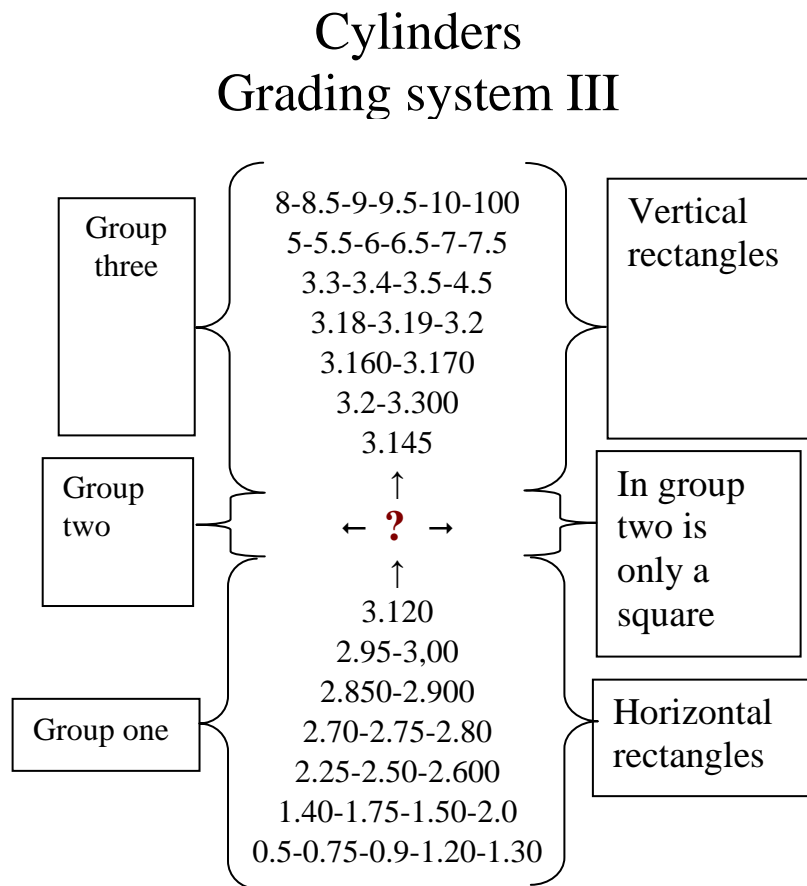 Cylinders
Grading system III
Group
three
8-8.5-9-9.5-10-100
5-5.5-6-6.5-7-7.5
3.3-3.4-3.5-4.5
3.18-3.19-3.2
3.160-3.170
3.2-3.300
3.145
Vertical
rectangles
Group
two
↑
← ? →
↑
In group
two is
only a
square
Group one
3.120
2.95-3,00
2.850-2.900
2.70-2.75-2.80
2.25-2.50-2.600
1.40-1.75-1.50-2.0
0.5-0.75-0.9-1.20-1.30
Horizontal
rectangles